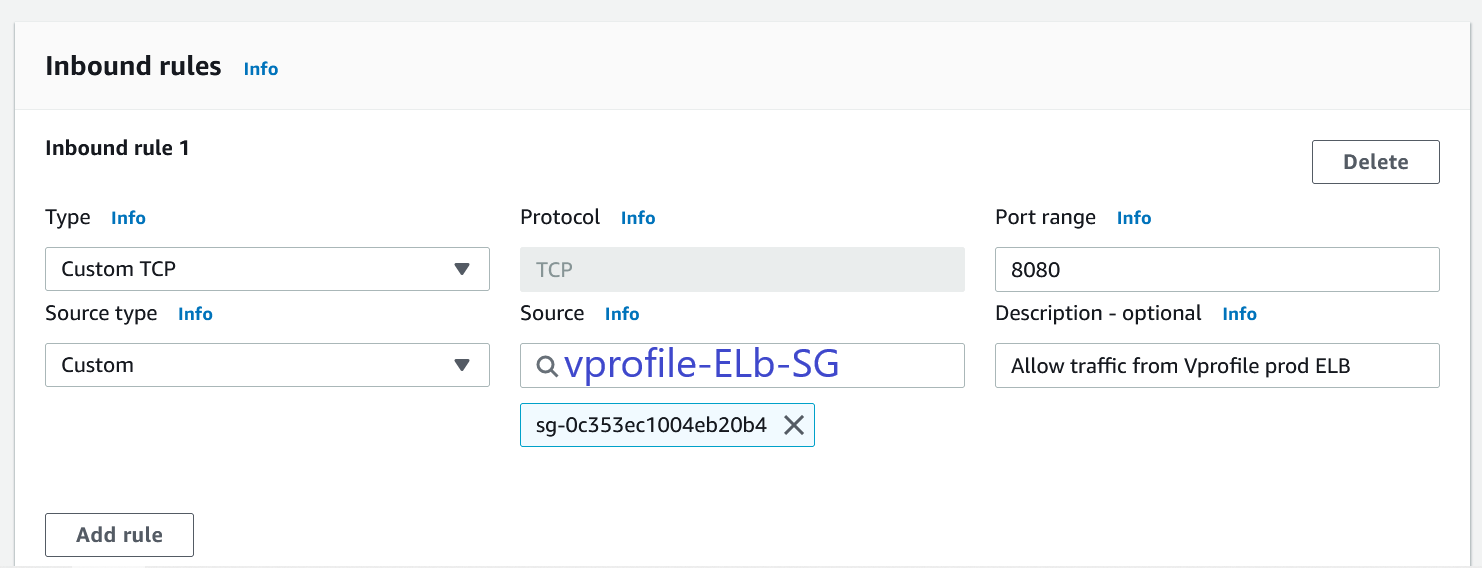 Inbound rules Info
Inbound rule 1
Delete
Type Info
Protocol Info
Port range Info
Custom TCP
TCP
8080
Source type Info
Source Info
Description - optional Info
Custom
vprofile-ELb-SG
Allow traffic from Vprofile prod ELB
sg-0c353ec1004eb20b4
Add rule